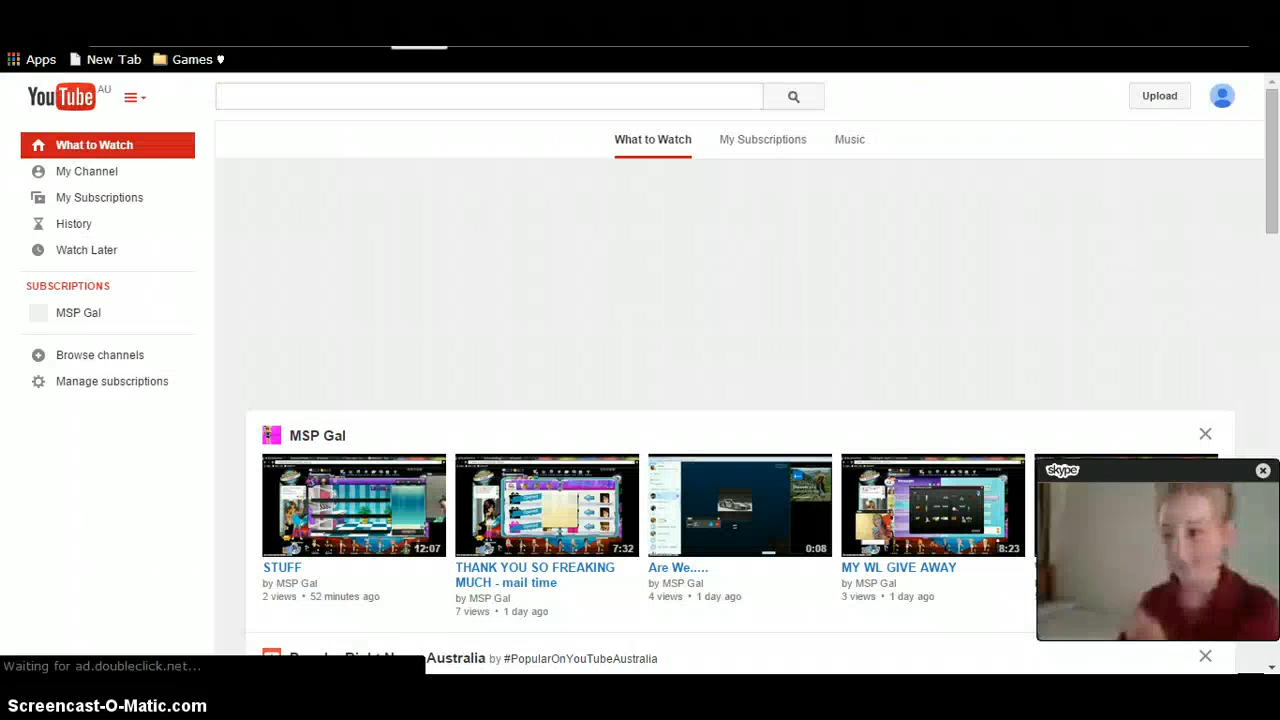 Apps New Tab Games ♥
YouTube AU
Upload
What to Watch My Subscriptions Music
What to Watch
My Channel
My Subscriptions
History
Watch Later
SUBSCRIPTIONS
MSP Gal
Browse channels
Manage subscriptions
MSP Gal
12:07
7:32
0:08
8:23
STUFF
by MSP Gal
2 views • 52 minutes ago
THANK YOU SO FREAKING
MUCH - mail time
by MSP Gal
7 views • 1 day ago
Are We.....
by MSP Gal
4 views • 1 day ago
MY WL GIVE AWAY
by MSP Gal
3 views • 1 day ago
skype
Australia by #PopularOnYouTubeAustralia
Waiting for ad.doubleclick.net...
Screencast-O-Matic.com